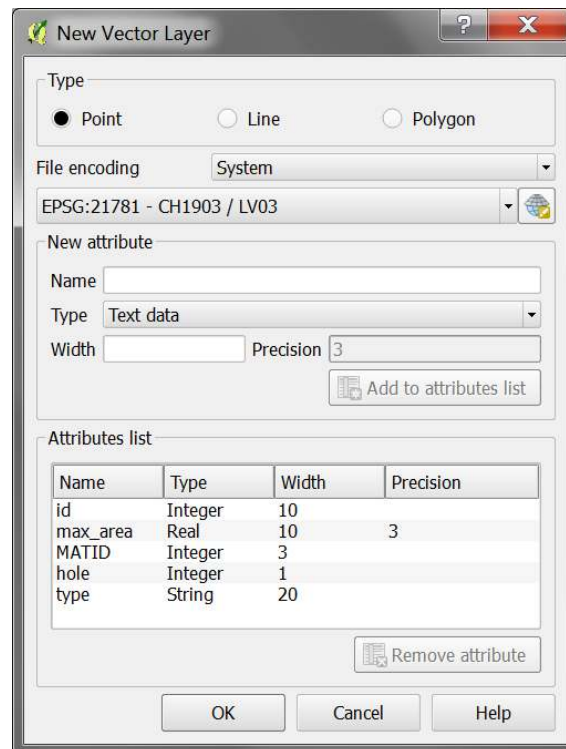 New Vector Layer
Type
Point Line Polygon
File encoding System
EPSG:21781 - CH1903 / LV03
New attribute
Name
Type Text data
Width Precision 3
Add to attributes list
Attributes list
Name Type Width Precision
id Integer 10
max_area Real 10 3
MATID Integer 3
hole Integer 1
type String 20
Remove attribute
OK Cancel Help